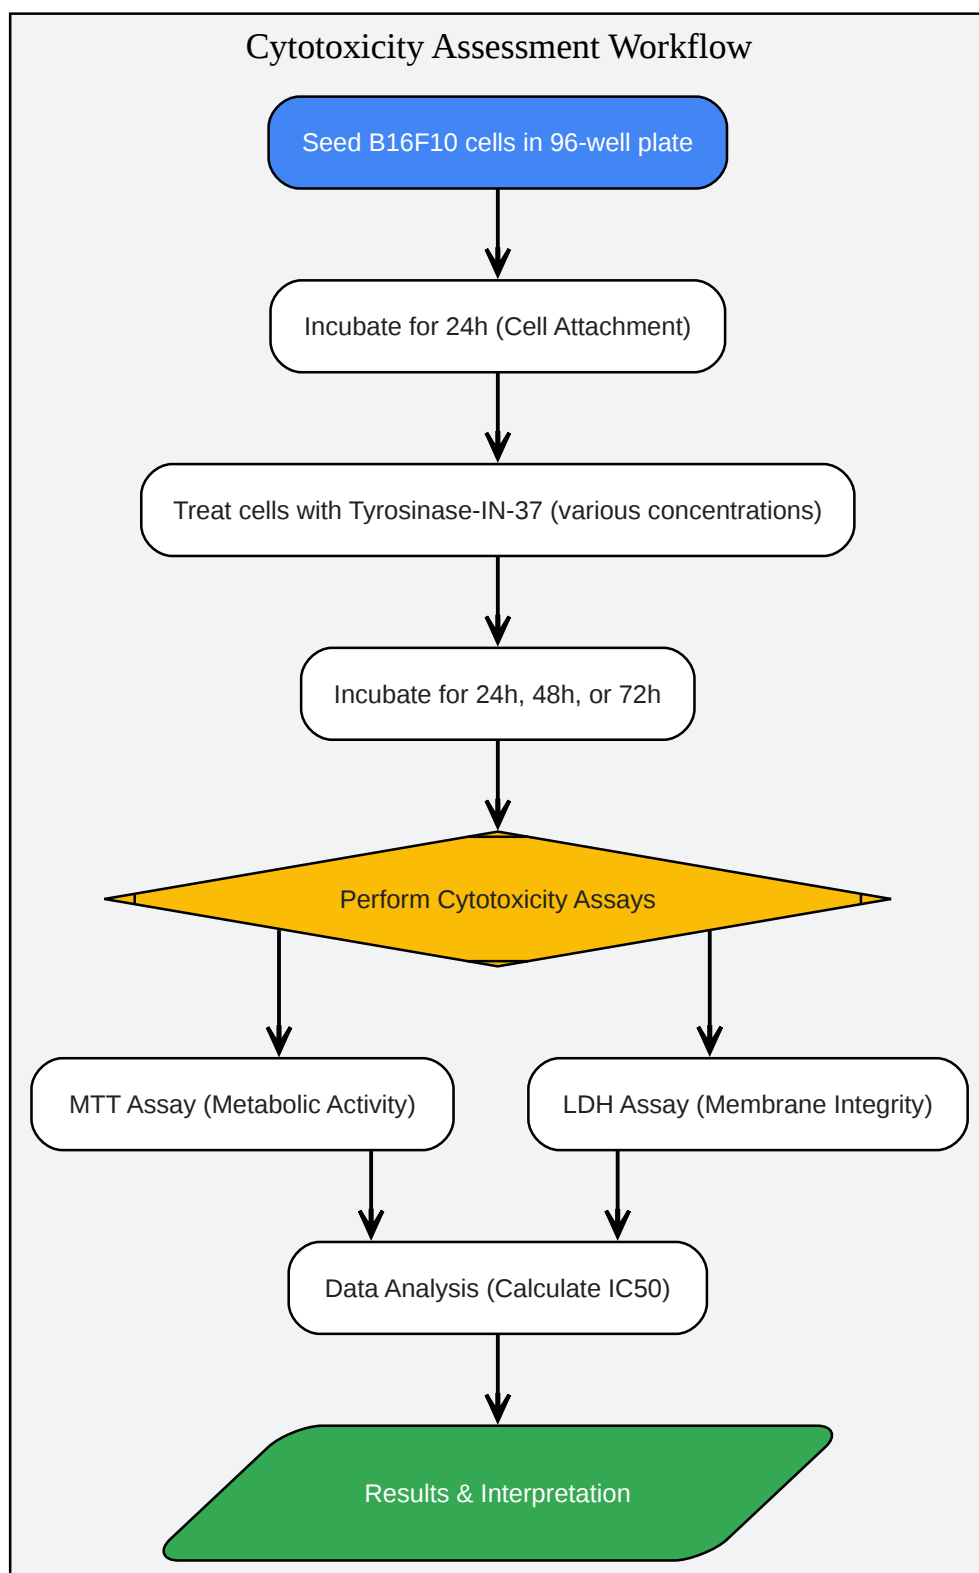 Cytotoxicity Assessment Workflow
Seed B16F10 cells in 96-well plate
Incubate for 24h (Cell Attachment)
Treat cells with Tyrosinase-IN-37 (various concentrations)
Incubate for 24h, 48h, or 72h
Perform Cytotoxicity Assays
MTT Assay (Metabolic Activity)
LDH Assay (Membrane Integrity)
Data Analysis (Calculate IC50)
Results & Interpretation